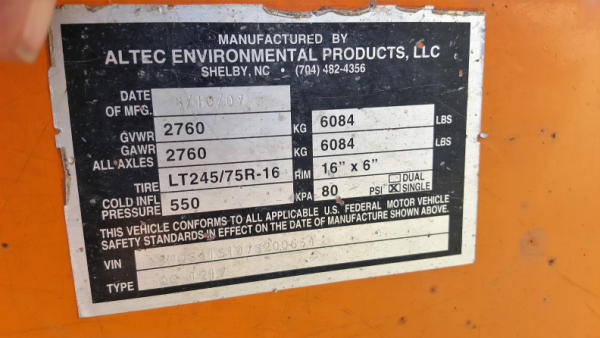 MANUFACTURED BY
ALTEC ENVIRONMENTAL PRODUCTS, LLC
SHELBY, NC • (704) 482-4356
DATE OF MFG.
GVWR 2760 KG 6084 LBS
GAWR ALL AXLES 2760 KG 6084 LBS
TIRE LT245/75R-16 RIM 16" x 6"
COLD INFL PRESSURE 550 KPA 80 PSI DUAL SINGLE
THIS VEHICLE CONFORMS TO ALL APPLICABLE U.S. FEDERAL MOTOR VEHICLE
SAFETY STANDARDS IN EFFECT ON THE DATE OF MANUFACTURE SHOWN ABOVE.
VIN
TYPE